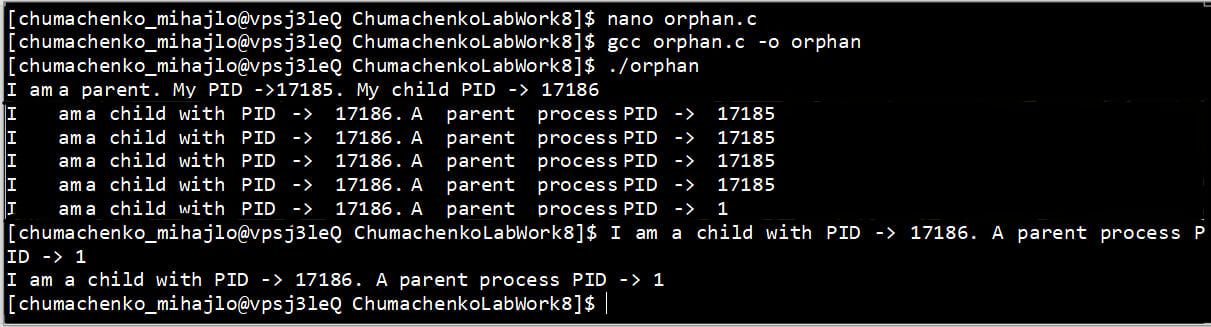 [chumachenko_mihajlo@vpsj3leQ ChumachenkoLabWork8]$ nano orphan.c
[chumachenko_mihajlo@vpsj3leQ ChumachenkoLabWork8]$ gcc orphan.c -o orphan
[chumachenko_mihajlo@vpsj3leQ ChumachenkoLabWork8]$ ./orphan
I am a parent. My PID ->17185. My child PID -> 17186
I am a child with PID -> 17186. A parent process PID -> 17185
I am a child with PID -> 17186. A parent process PID -> 17185
I am a child with PID -> 17186. A parent process PID -> 17185
I am a child with PID -> 17186. A parent process PID -> 17185
I am a child with PID -> 17186. A parent process PID -> 1
[chumachenko_mihajlo@vpsj3leQ ChumachenkoLabWork8]$ I am a child with PID -> 17186. A parent process P
ID -> 1
I am a child with PID -> 17186. A parent process PID -> 1
[chumachenko_mihajlo@vpsj3leQ ChumachenkoLabWork8]$